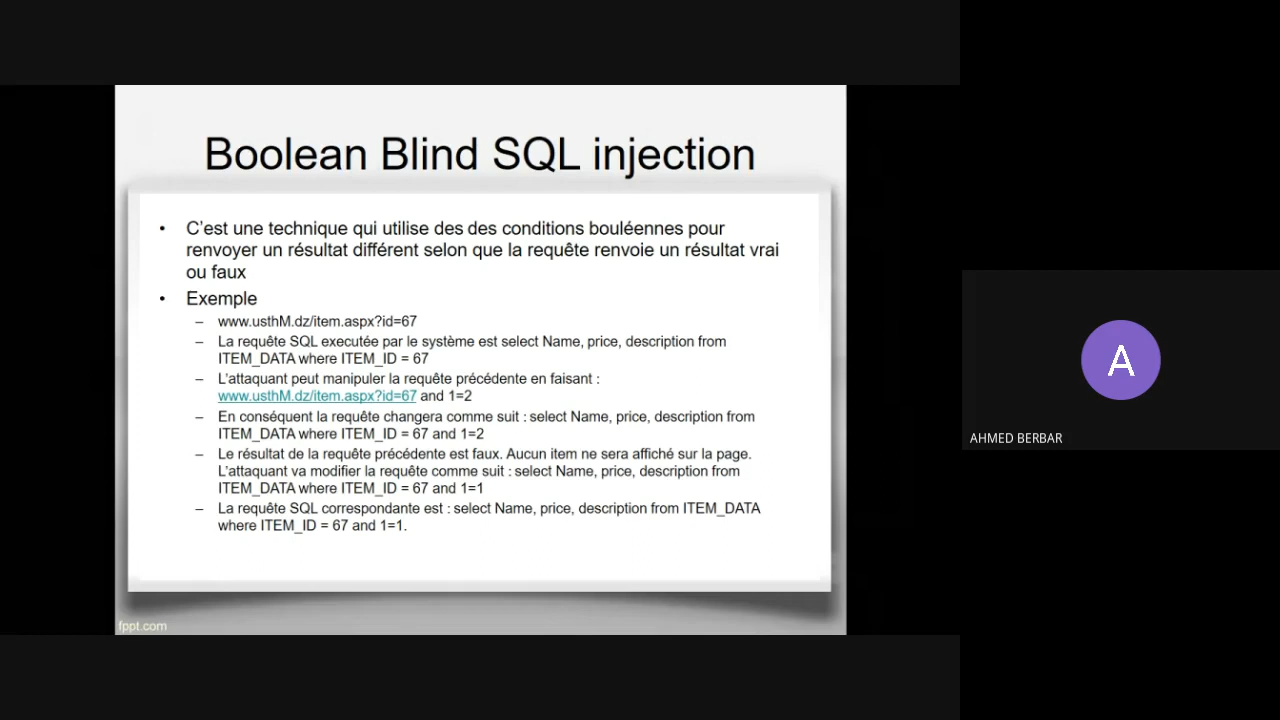 Boolean Blind SQL injection
• C'est une technique qui utilise des des conditions bouléennes pour
renvoyer un résultat différent selon que la requête renvoie un résultat vrai
ou faux
• Exemple
– www.usthM.dz/item.aspx?id=67
– La requête SQL executée par le système est select Name, price, description from
ITEM_DATA where ITEM_ID = 67
– L'attaquant peut manipuler la requête précédente en faisant :
www.usthM.dz/item.aspx?id=67 and 1=2
– En conséquent la requête changera comme suit : select Name, price, description from
ITEM_DATA where ITEM_ID = 67 and 1=2
– Le résultat de la requête précédente est faux. Aucun item ne sera affiché sur la page.
L'attaquant va modifier la requête comme suit : select Name, price, description from
ITEM_DATA where ITEM_ID = 67 and 1=1
– La requête SQL correspondante est : select Name, price, description from ITEM_DATA
where ITEM_ID = 67 and 1=1.
fppt.com
A
AHMED BERBAR